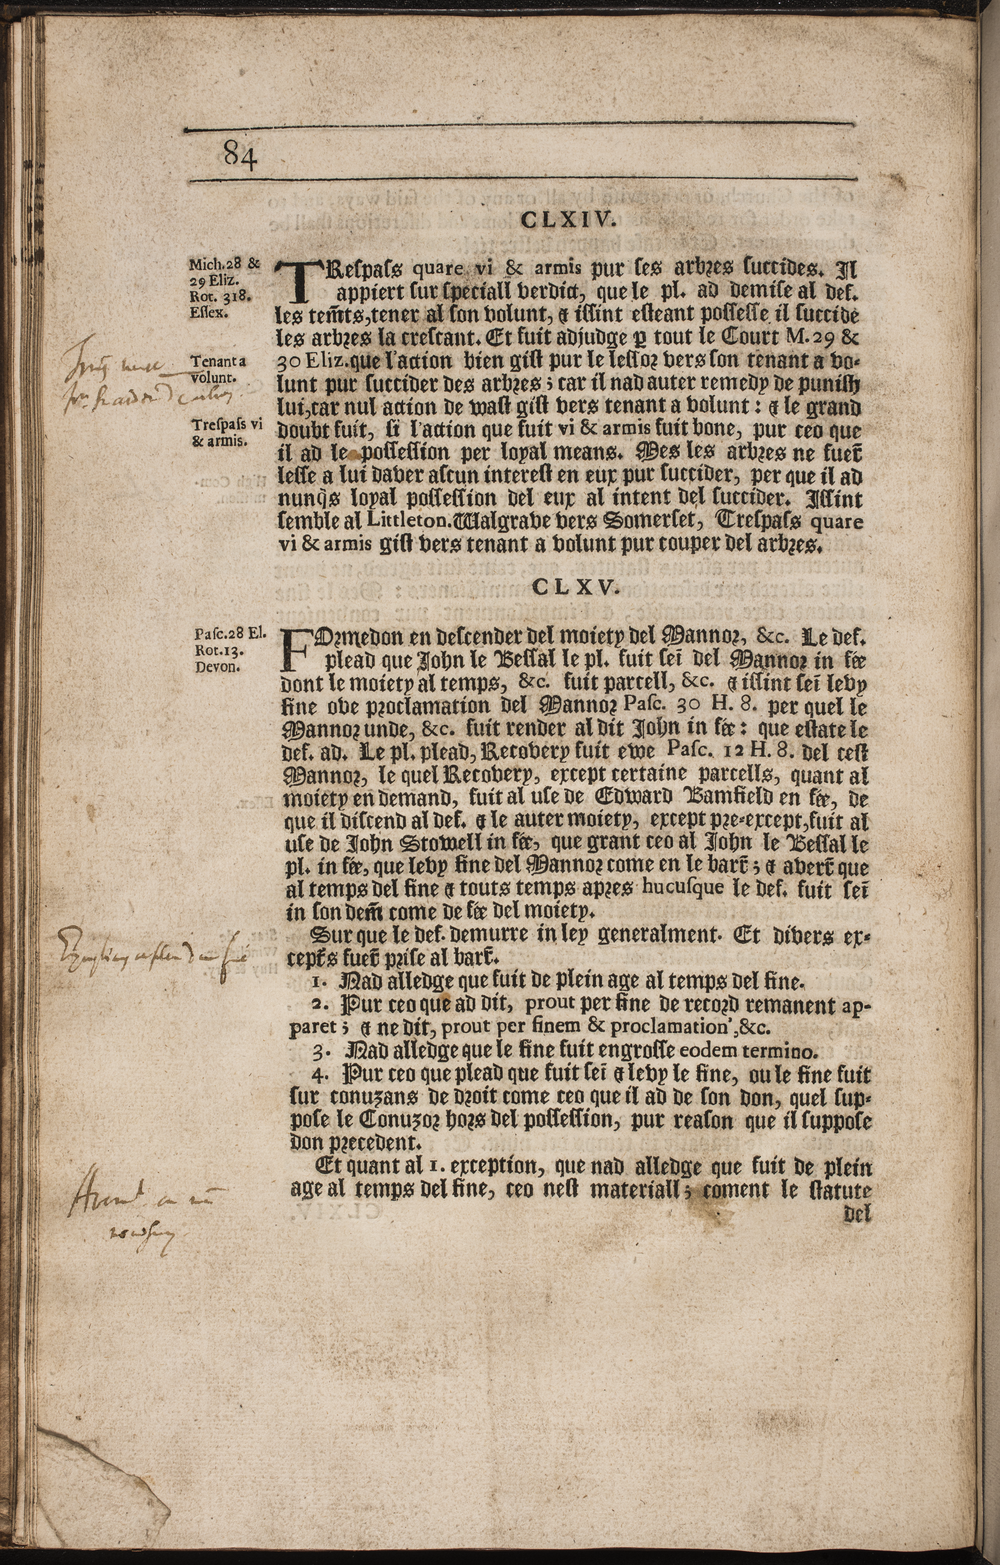 84
CLXIV.
Mich. 28 &
29 Eliz.
Rot. 318.
Essex.
TRespass quare vi & armis pur ses arbres succides. Il
appiert sur speciall verdict, que le pl. ad demise al def.
les tem̄ts, tener al son volunt, & issint esteant possesse il succide
les arbres la crescant. Et fuit adjudge ꝑ tout le Court M. 29 &
Tenant a
volunt.
30 Eliz. que l'action bien gist pur le lessor vers son tenant a vo-
lunt pur succider des arbres; car il nad auter remedy de punish
lui, car nul action de wast gist vers tenant a volunt: & le grand
Trespass vi
& armis.
doubt fuit, si l'action que fuit vi & armis fuit bone, pur ceo que
il ad le possession per loyal means. Mes les arbres ne fuer̄
lesse a lui daver ascun interest en eux pur succider, per que il ad
nunq̄s loyal possession del eux al intent del succider. Issint
semble al Littleton. Walgrave vers Somerset, Trespass quare
vi & armis gist vers tenant a volunt pur couper del arbres.
CLXV.
Pasc. 28 El.
Rot. 13.
Devon.
FOrmedon en descender del moiety del Mannor, &c. Le def.
plead que John le Bessal le pl. fuit sei̅ del Mannor in fee
dont le moiety al temps, &c. fuit parcell, &c. & issint sei̅ levy
fine ove proclamation del Mannor Pasc. 30 H. 8. per quel le
Mannor unde, &c. fuit render al dit John in fee: que estate le
def. ad. Le pl. plead, Recovery fuit ewe Pasc. 12 H. 8. del cest
Mannor, le quel Recovery, except certaine parcells, quant al
moiety en demand, fuit al use de Edward Bamfield en fee, de
que il discend al def. & le auter moiety, except pre-except, fuit al
use de John Stowell in fee, que grant ceo al John le Bessal le
pl. in fee, que levy fine del Mannor come en le barr̄; & averr̄ que
al temps del fine & touts temps apres hucusque le def. fuit sei̅
in son dem̄ come de fee del moiety.
Sur que le def. demurre in ley generalment. Et divers ex-
cept̄s fuer̄ prise al barr̄.
1. Nad alledge que fuit de plein age al temps del fine.
2. Pur ceo que ad dit, prout per fine de record remanent ap-
paret; & ne dit, prout per finem & proclamation', &c.
3. Nad alledge que le fine fuit engrosse eodem termino.
4. Pur ceo que plead que fuit sei̅ & levy le fine, ou le fine fuit
sur conuzans de droit come ceo que il ad de son don, quel sup-
pose le Conuzor hors del possession, pur reason que il suppose
don precedent.
Et quant al 1. exception, que nad alledge que fuit de plein
age al temps del fine, ceo nest materiall; coment le statute
del